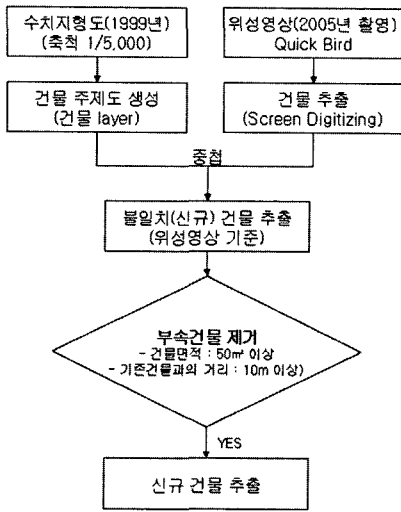 수치지형도(1999년)
(축척 1/5,000)
위성영상(2005년 촬영)
Quick Bird
건물 주제도 생성
(건물 layer)
건물 추출
(Screen Digitizing)
중첩
불일치(신규) 건물 추출
(위성영상 기준)
부속건물 제거
- 건물면적 : 50㎡ 이상
- 기존건물과의 거리 : 10m 이상)
YES
신규 건물 추출